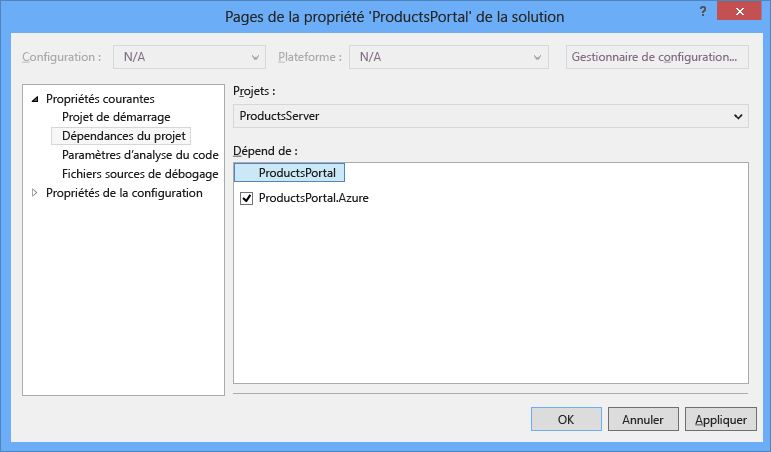 Pages de la propriété 'ProductsPortal' de la solution
Configuration :
N/A
Plateforme :
N/A
Gestionnaire de configuration...
Propriétés courantes
Projet de démarrage
Dépendances du projet
Paramètres d'analyse du code
Fichiers sources de débogage
Propriétés de la configuration
Projets :
ProductsServer
Dépend de :
ProductsPortal
ProductsPortal.Azure
OK
Annuler
Appliquer